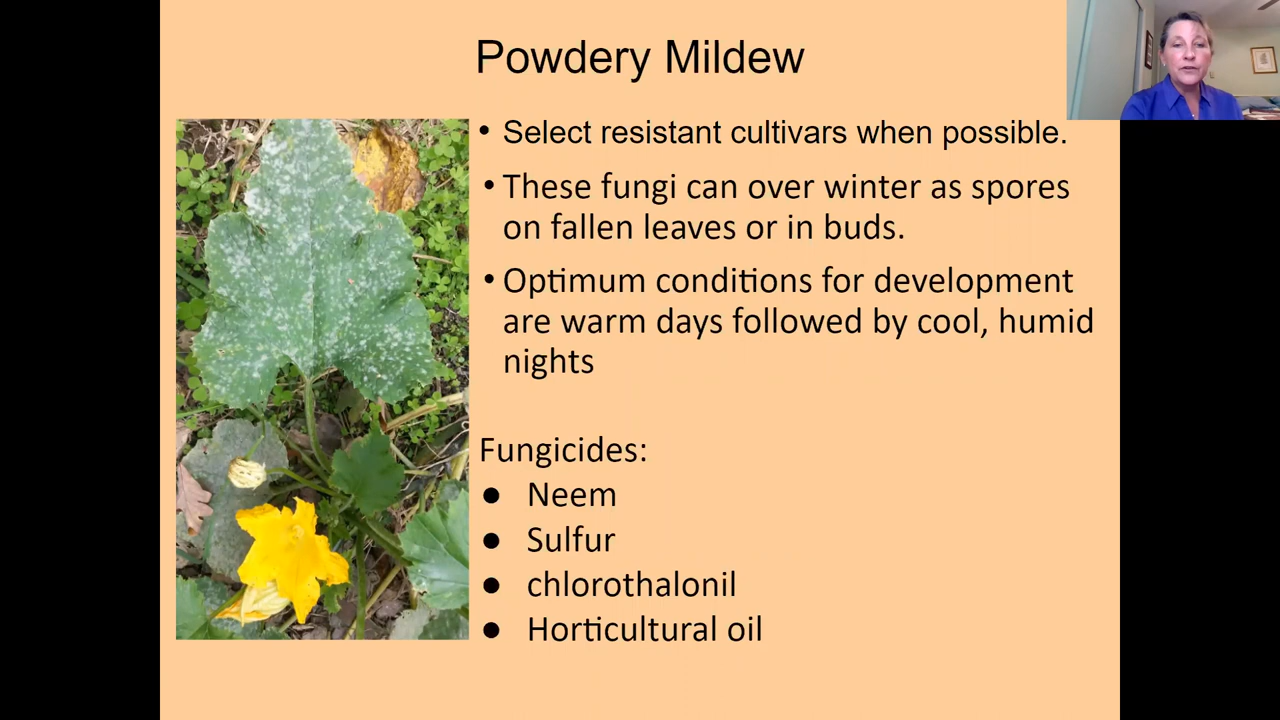 Powdery Mildew
• Select resistant cultivars when possible.
• These fungi can over winter as spores
on fallen leaves or in buds.
• Optimum conditions for development
are warm days followed by cool, humid
nights
Fungicides:
● Neem
● Sulfur
● chlorothalonil
● Horticultural oil